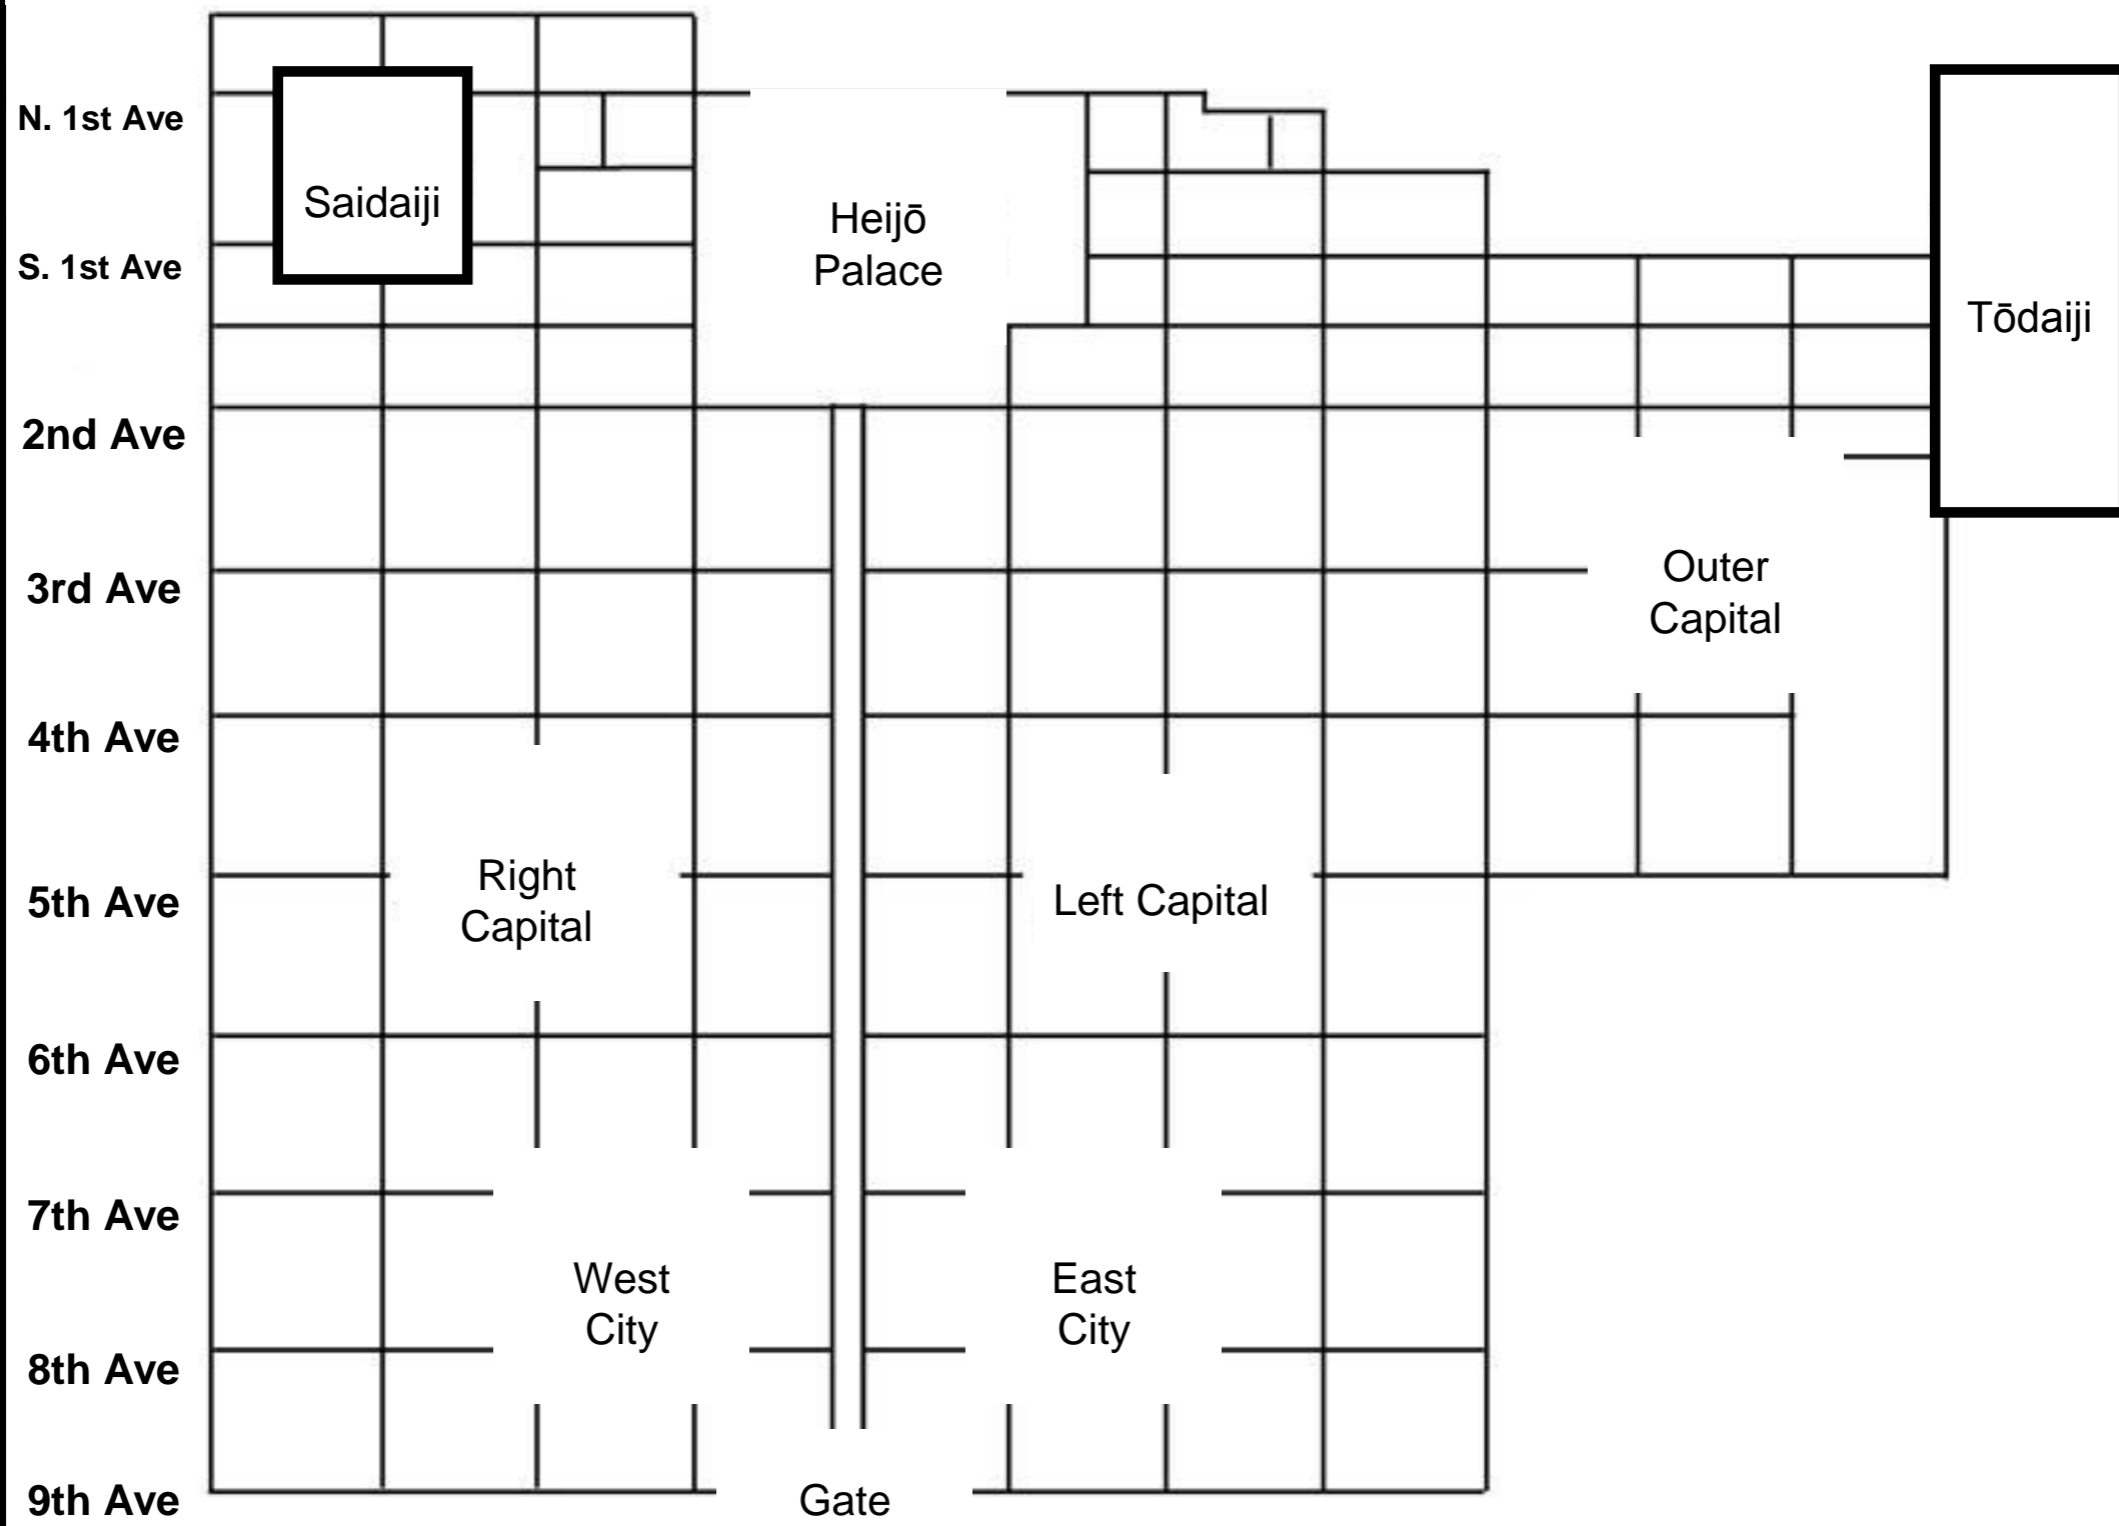 N. 1st Ave
Saidaiji
Heijō
Palace
S. 1st Ave
Tōdaiji
2nd Ave
3rd Ave
Outer
Capital
4th Ave
5th Ave
Right
Capital
Left Capital
6th Ave
7th Ave
West
City
East
City
8th Ave
9th Ave
Gate